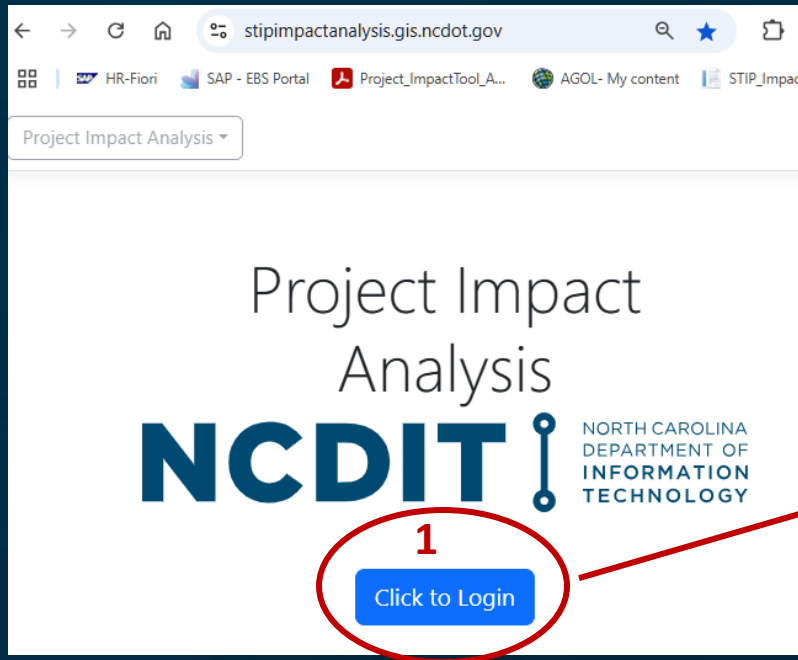 stipimpactanalysis.gis.ncdot.gov
HR-Fiori SAP - EBS Portal Project_ImpactTool_A... AGOL- My content STIP_Impac
Project Impact Analysis
Project Impact
Analysis
NCDIT
NORTH CAROLINA
DEPARTMENT OF
INFORMATION
TECHNOLOGY
1
Click to Login